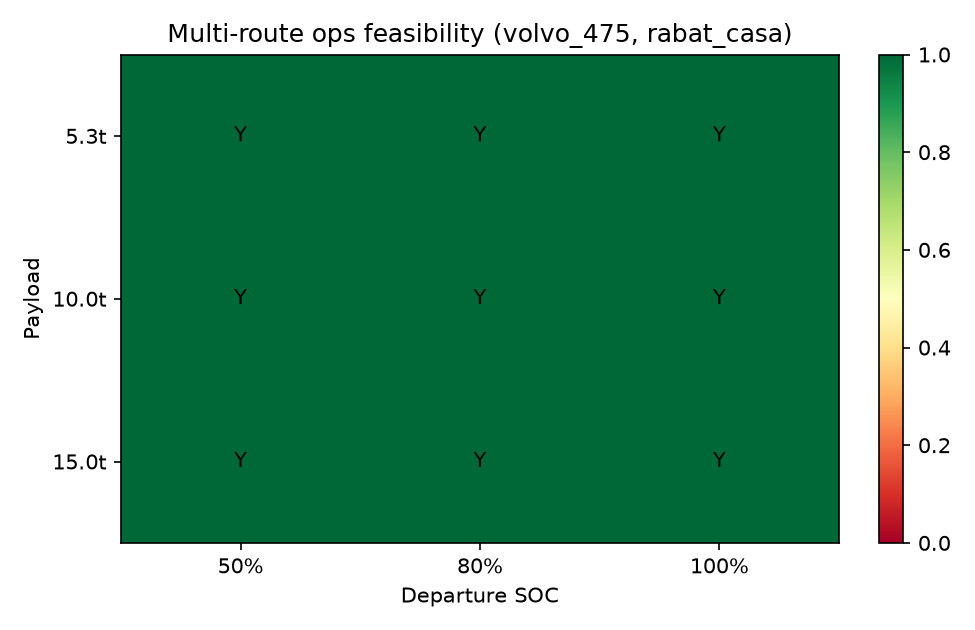 Multi-route ops feasibility (volvo_475, rabat_casa)
1.0
5.3t Y Y Y
0.8
0.6
Payload
10.0t Y Y Y
0.4
0.2
15.0t Y Y Y
0.0
50% 80% 100%
Departure SOC